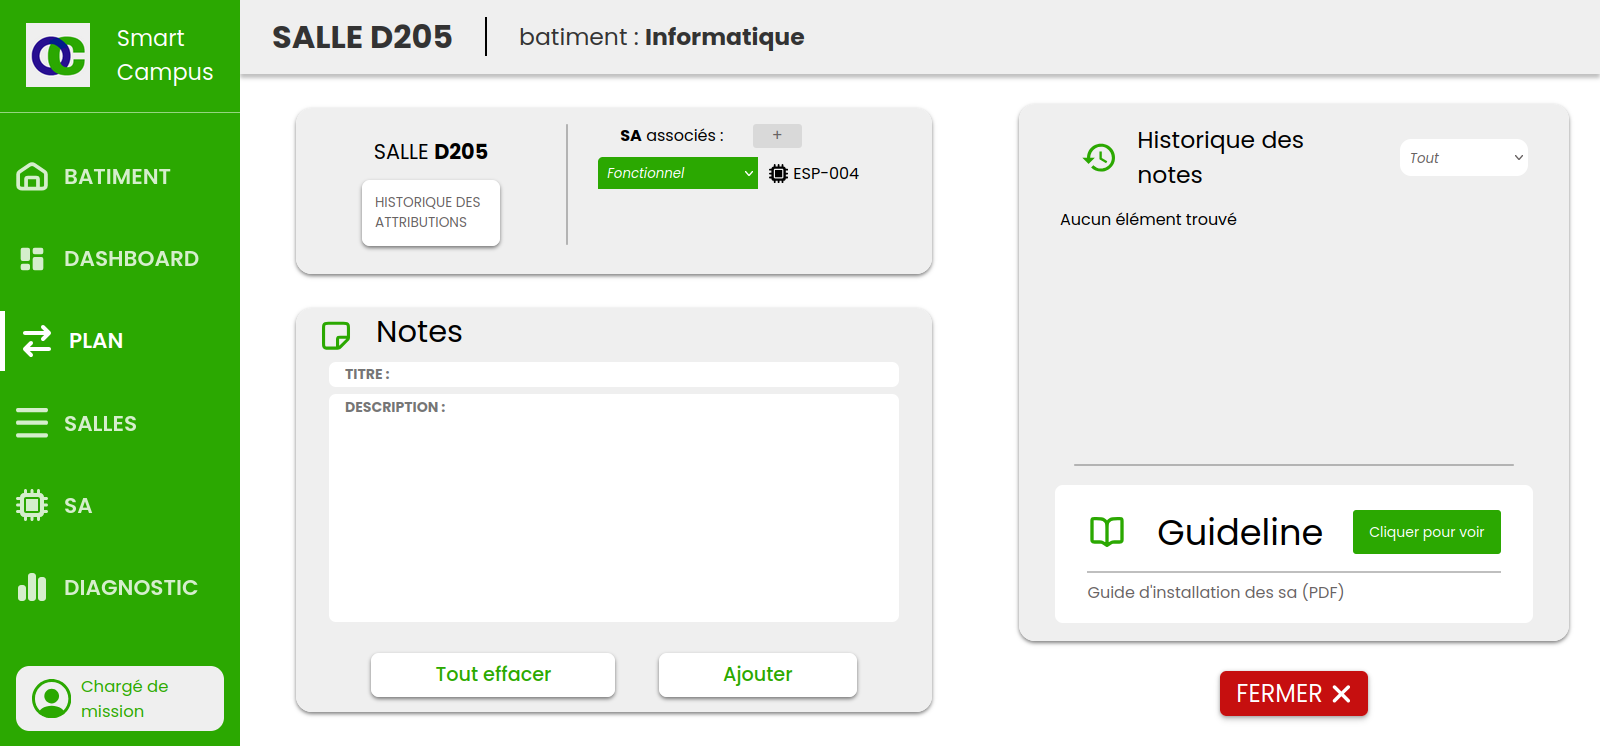 Smart
Campus
BATIMENT
DASHBOARD
PLAN
SALLES
SA
DIAGNOSTIC
Chargé de
mission
SALLE D205
batiment : Informatique
SALLE D205
HISTORIQUE DES
ATTRIBUTIONS
SA associés :
+
Fonctionnel
ESP-004
Notes
TITRE :
DESCRIPTION :
Tout effacer
Ajouter
Historique des
notes
Tout
Aucun élément trouvé
Guideline
Cliquer pour voir
Guide d'installation des sa (PDF)
FERMER